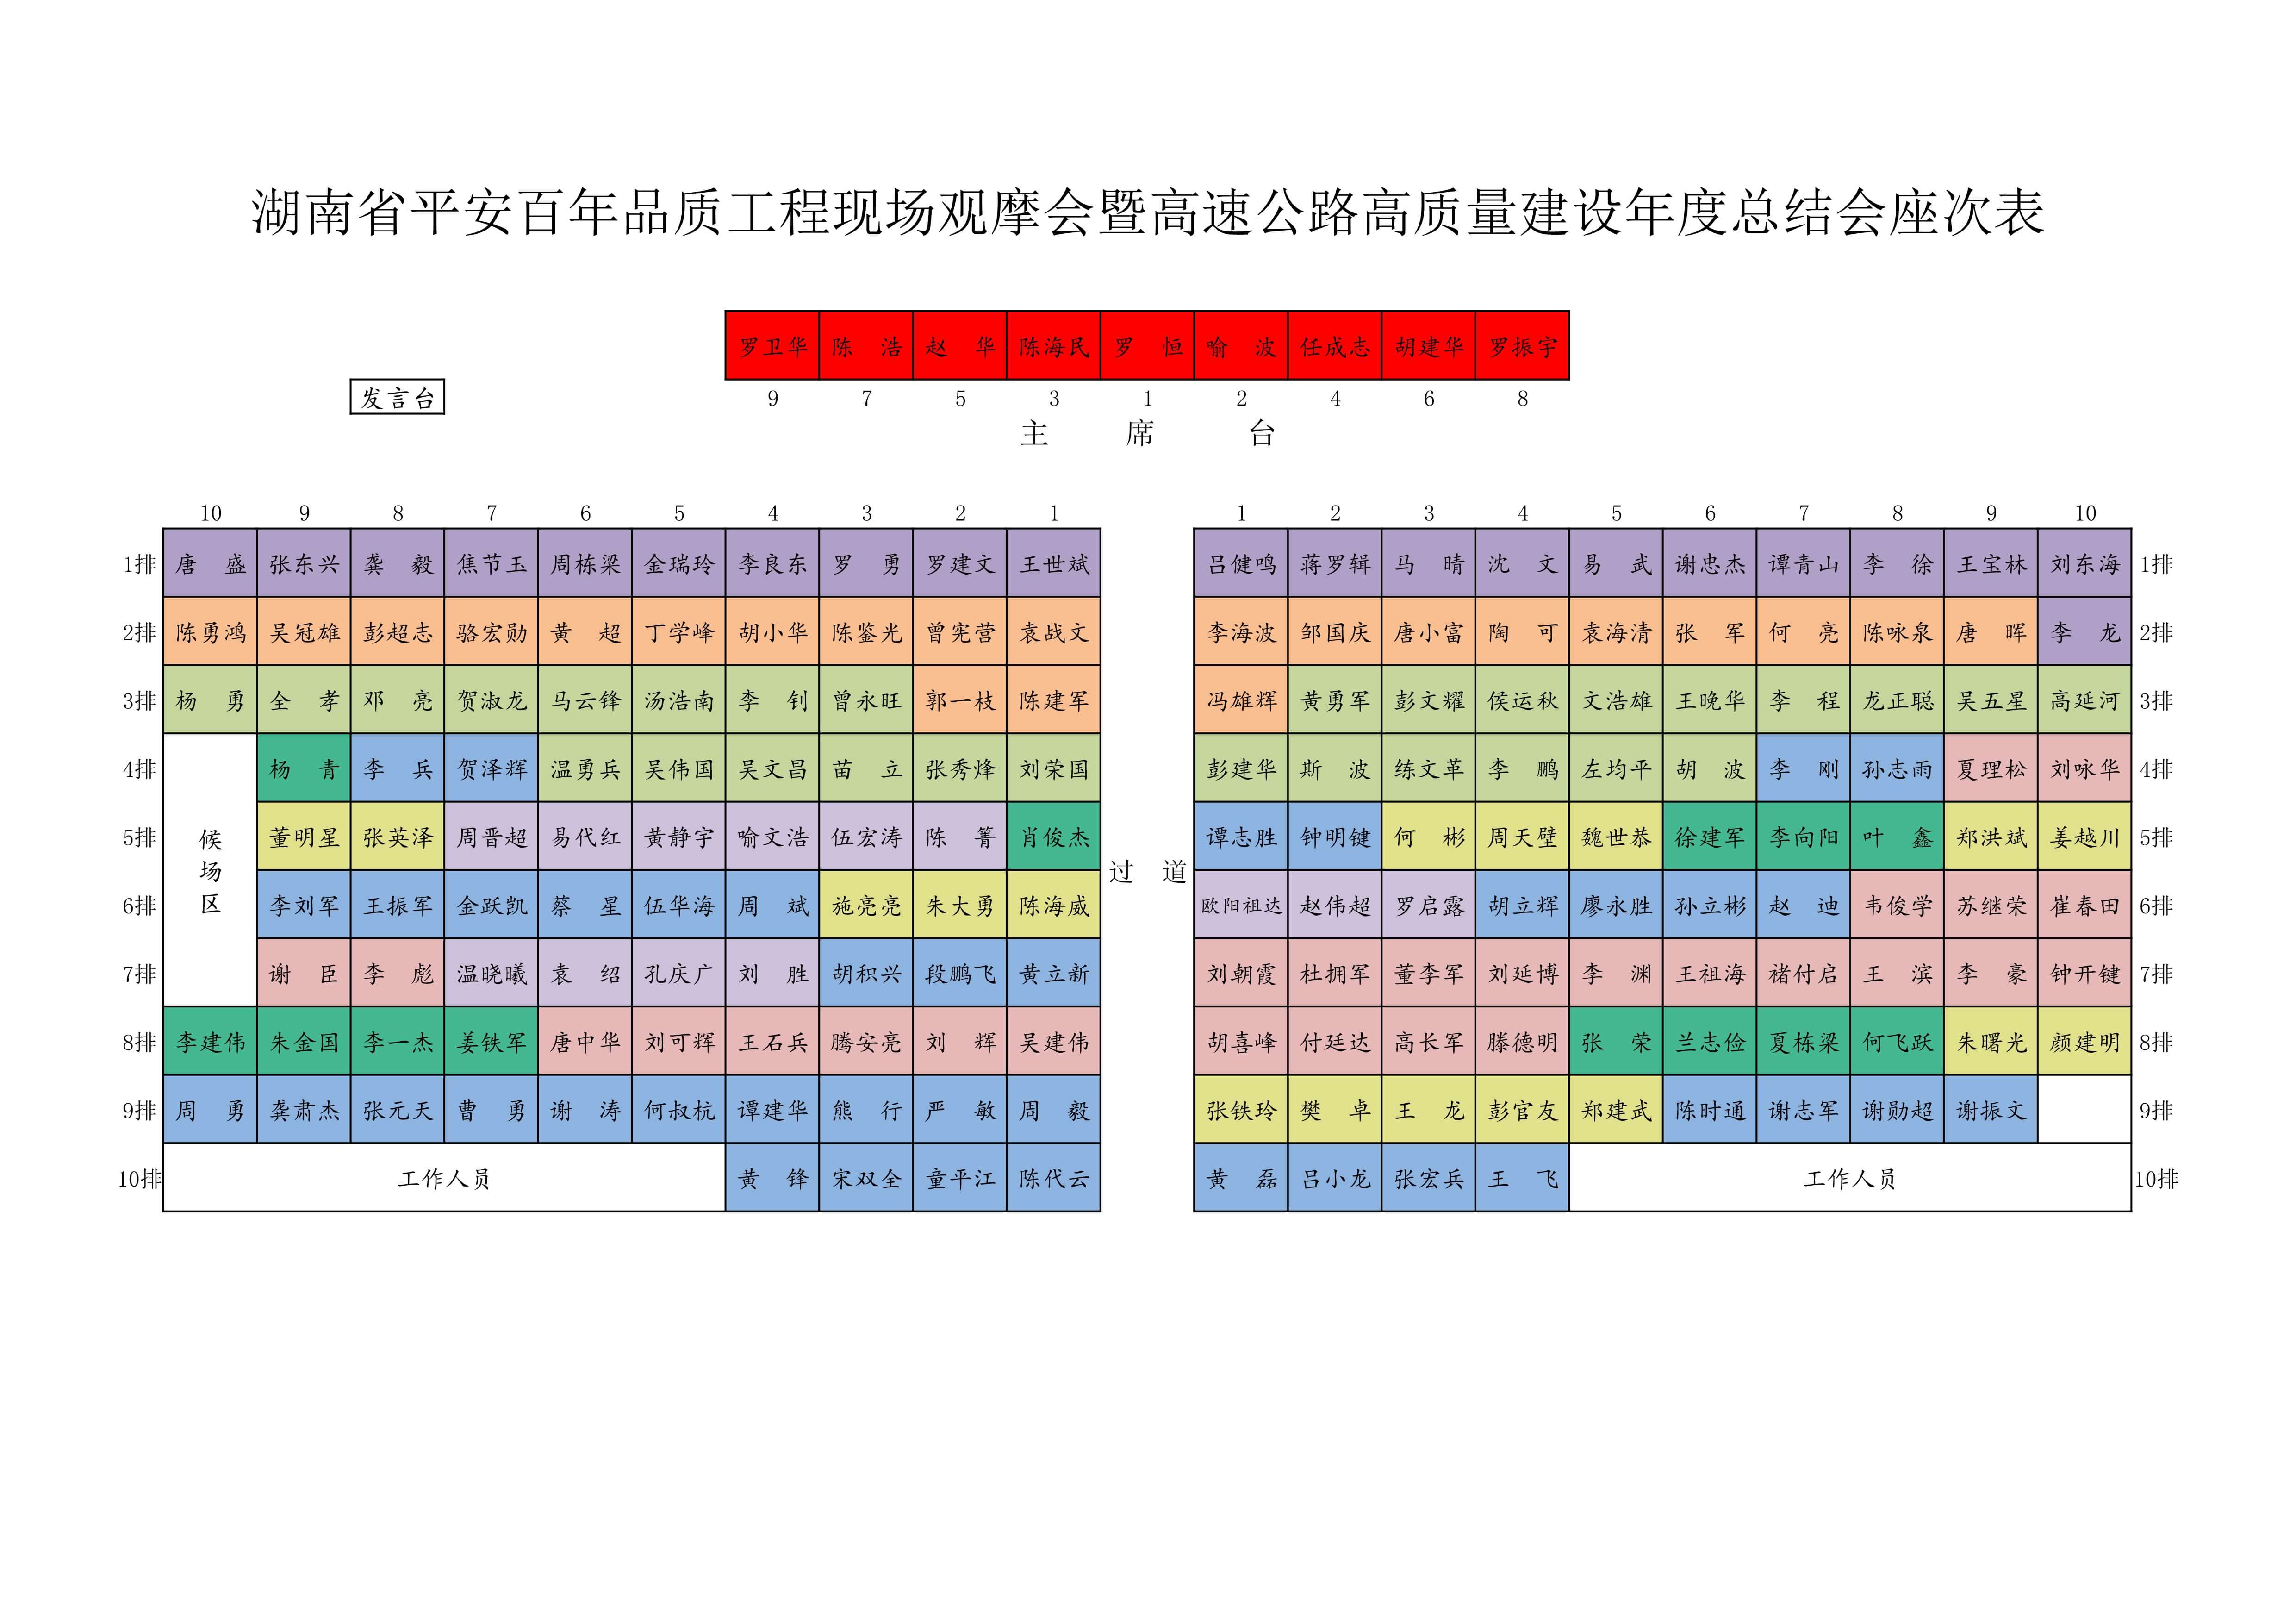 湖南省平安百年品质工程现场观摩会暨高速公路高质量建设年度总结会座次表
罗卫华 陈 浩 赵 华 陈海民 罗 恒 喻 波 任成志 胡建华 罗振宇
发言台 9 7 5 3 1 2 4 6 8
主 席 台
10 9 8 7 6 5 4 3 2 1 1 2 3 4 5 6 7 8 9 10
1排 唐 盛 张东兴 龚 毅 焦节玉 周栋梁 金瑞玲 李良东 罗 勇 罗建文 王世斌 吕健鸣 蒋罗辑 马 晴 沈 文 易 武 谢忠杰 谭青山 李 徐 王宝林 刘东海 1排
2排 陈勇鸿 吴冠雄 彭超志 骆宏勋 黄 超 丁学峰 胡小华 陈鉴光 曾宪营 袁战文 李海波 邹国庆 唐小富 陶 可 袁海清 张 军 何 亮 陈咏泉 唐 晖 李 龙 2排
3排 杨 勇 全 孝 邓 亮 贺淑龙 马云锋 汤浩南 李 钊 曾永旺 郭一枝 陈建军 冯雄辉 黄勇军 彭文耀 侯运秋 文浩雄 王晚华 李 程 龙正聪 吴五星 高延河 3排
4排 杨 青 李 兵 贺泽辉 温勇兵 吴伟国 吴文昌 苗 立 张秀烽 刘荣国 彭建华 斯 波 练文革 李 鹏 左均平 胡 波 李 刚 孙志雨 夏理松 刘咏华 4排
5排 候场区 董明星 张英泽 周晋超 易代红 黄静宇 喻文浩 伍宏涛 陈 箐 肖俊杰 过 道 谭志胜 钟明键 何 彬 周天壁 魏世恭 徐建军 李向阳 叶 鑫 郑洪斌 姜越川 5排
6排 李刘军 王振军 金跃凯 蔡 星 伍华海 周 斌 施亮亮 朱大勇 陈海威 欧阳祖达 赵伟超 罗启露 胡立辉 廖永胜 孙立彬 赵 迪 韦俊学 苏继荣 崔春田 6排
7排 谢 臣 李 彪 温晓曦 袁 绍 孔庆广 刘 胜 胡积兴 段鹏飞 黄立新 刘朝霞 杜拥军 董李军 刘延博 李 渊 王祖海 褚付启 王 滨 李 豪 钟开键 7排
8排 李建伟 朱金国 李一杰 姜铁军 唐中华 刘可辉 王石兵 腾安亮 刘 辉 吴建伟 胡喜峰 付廷达 高长军 滕德明 张 荣 兰志俭 夏栋梁 何飞跃 朱曙光 颜建明 8排
9排 周 勇 龚肃杰 张元天 曹 勇 谢 涛 何叔杭 谭建华 熊 行 严 敏 周 毅 张铁玲 樊 卓 王 龙 彭官友 郑建武 陈时通 谢志军 谢勋超 谢振文 9排
10排 工作人员 黄 锋 宋双全 童平江 陈代云 黄 磊 吕小龙 张宏兵 王 飞 工作人员 10排